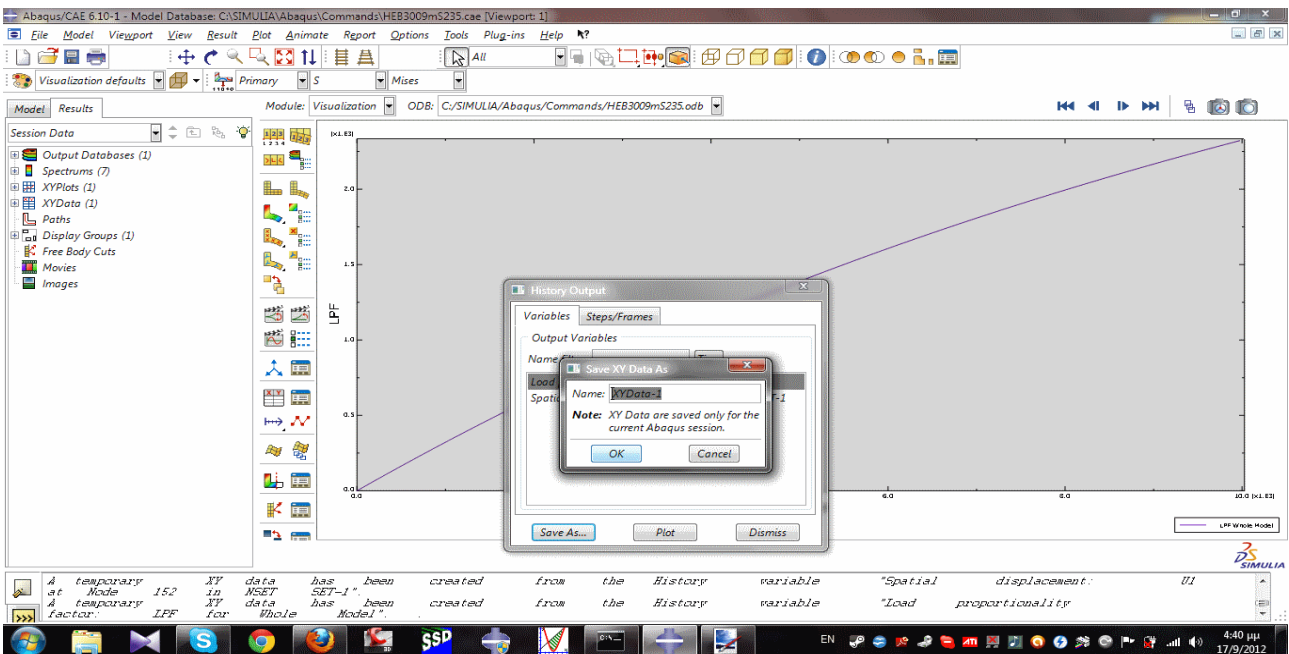 Abaqus/CAE 6.10-1 - Model Database: C:\SIMULIA\Abaqus\Commands\HEB3009mS235.cae [Viewport: 1]
File Model Viewport View Result Plot Animate Report Options Tools Plug-ins Help
All
Visualization defaults Primary S Mises
Model Results
Module: Visualization ODB: C:/SIMULIA/Abaqus/Commands/HEB3009mS235.odb
Session Data
Output Databases (1)
Spectrums (7)
XYPlots (1)
XYData (1)
Paths
Display Groups (1)
Free Body Cuts
Movies
Images
[x1.E3]
2.0
1.5
1.0
0.5
0.0
LPF
0.0
6.0
10.0 [x1.E3]
LPF Whole Model
History Output
Variables Steps/Frames
Output Variables
Name
Load
Spatic
T-1
Save XY Data As
Name: XYData-1
Note: XY Data are saved only for the
current Abaqus session.
OK Cancel
Save As... Plot Dismiss
SIMULIA
A temporary XY data has been created from the History variable "Spatial displacement: U1
at Node 152 in NSET SET-1".
A temporary XY data has been created from the History variable "Load proportionality
factor: LPF for Whole Model".
SSP
EN
4:40 μμ
17/9/2012